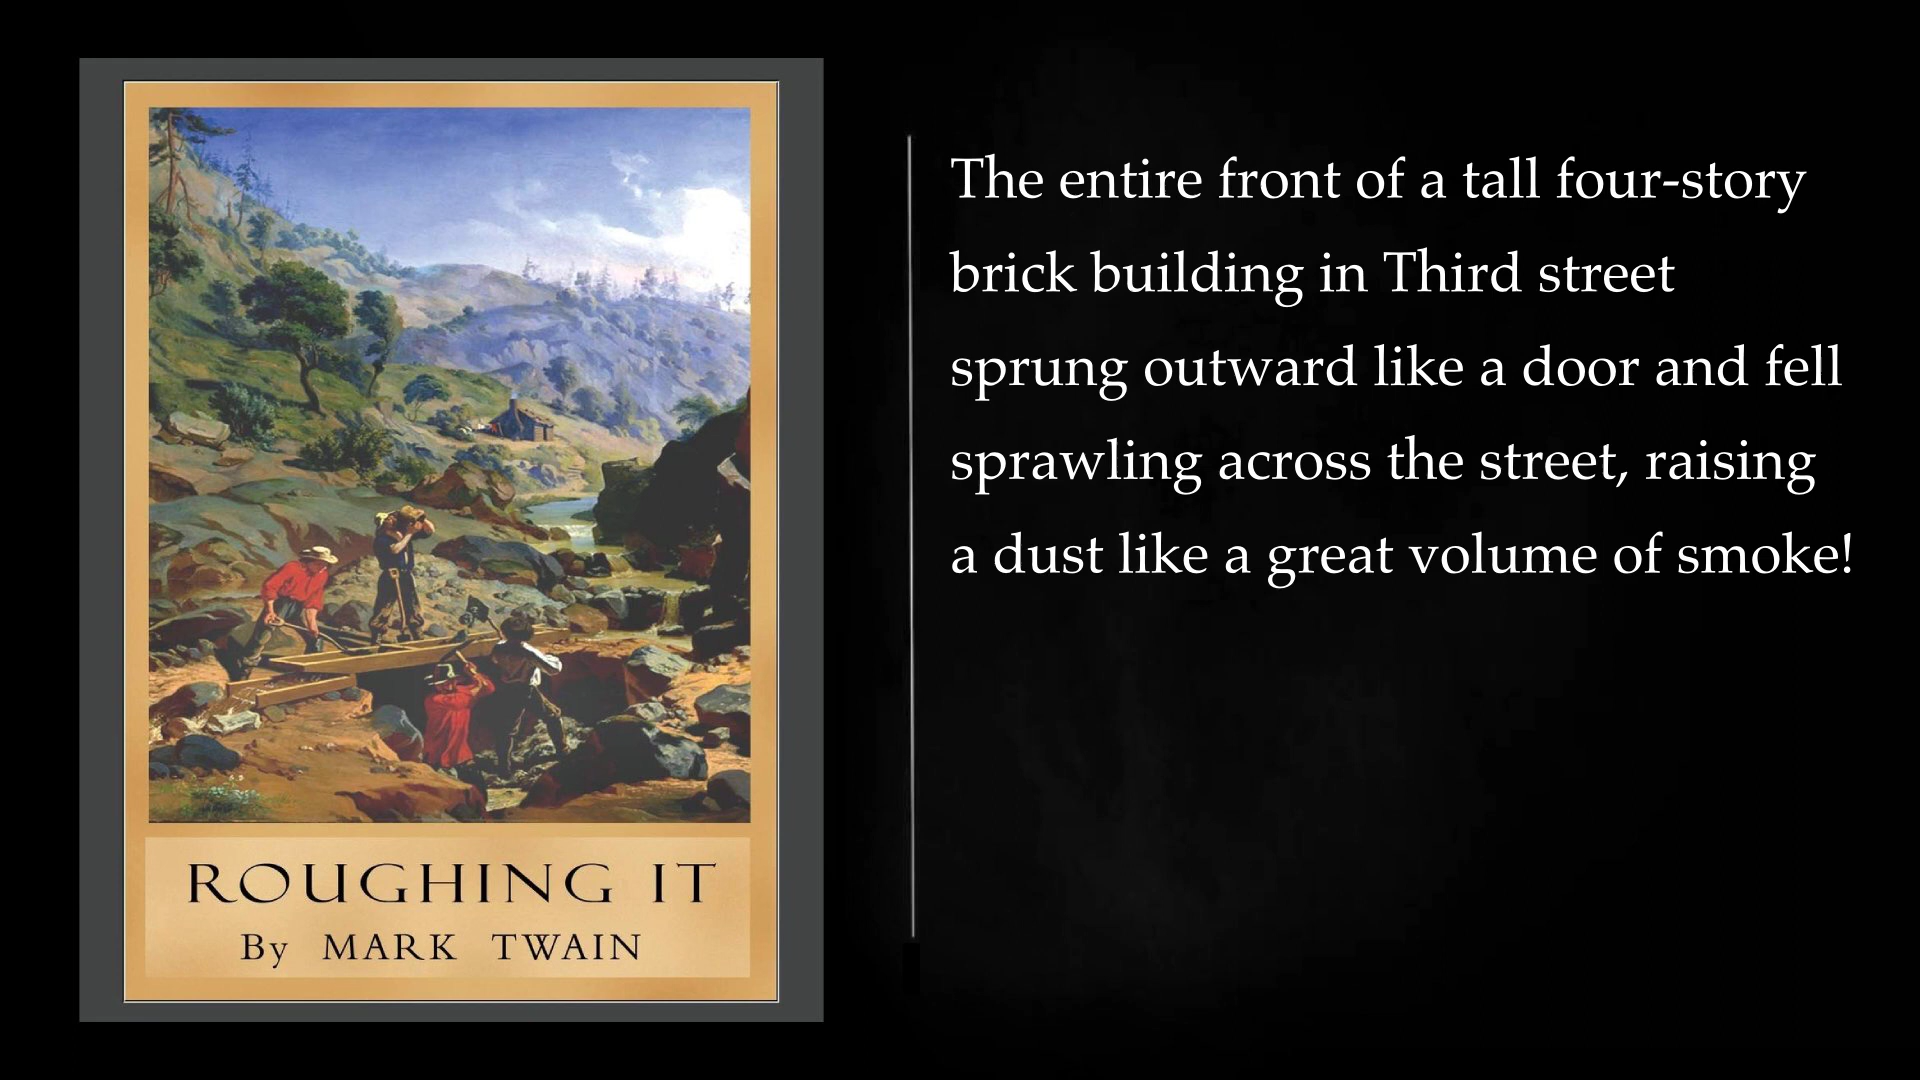 ROUGHING IT
By MARK TWAIN
The entire front of a tall four-story
brick building in Third street
sprung outward like a door and fell
sprawling across the street, raising
a dust like a great volume of smoke!